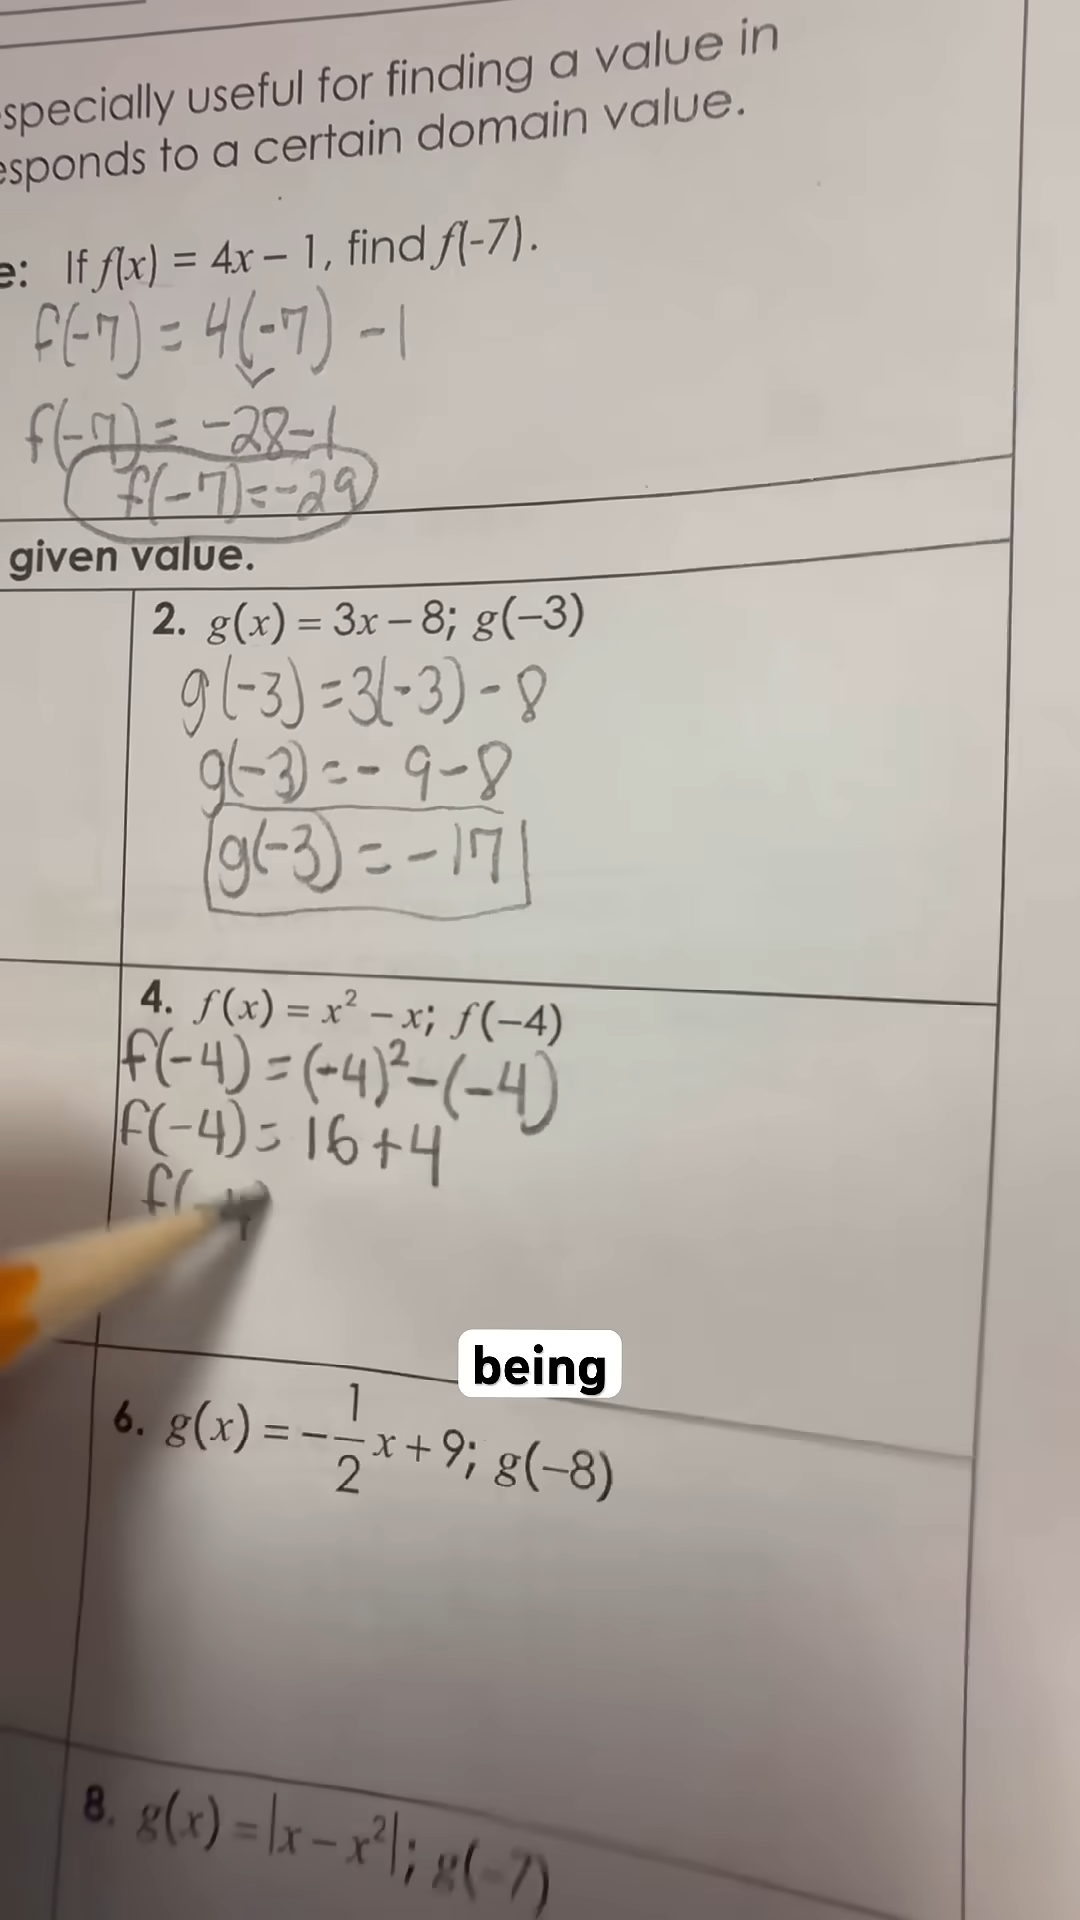 specially useful for finding a value in
esponds to a certain domain value.
e: If f(x) = 4x – 1, find f(-7).
f(-7) = 4(-7) - 1
f(-7) = -28-1
f(-7)=-29
given value.
2. g(x) = 3x – 8; g(–3)
g(-3) = 3(-3) - 8
g(-3) = - 9 - 8
g(-3) = -17
4. f(x) = x² – x; f(–4)
f(-4) = (-4)² - (-4)
f(-4) = 16 + 4
f(-4)
being
6. g(x) = –1/2 x + 9; g(–8)
8. g(x) = |x – x²|; g(-7)